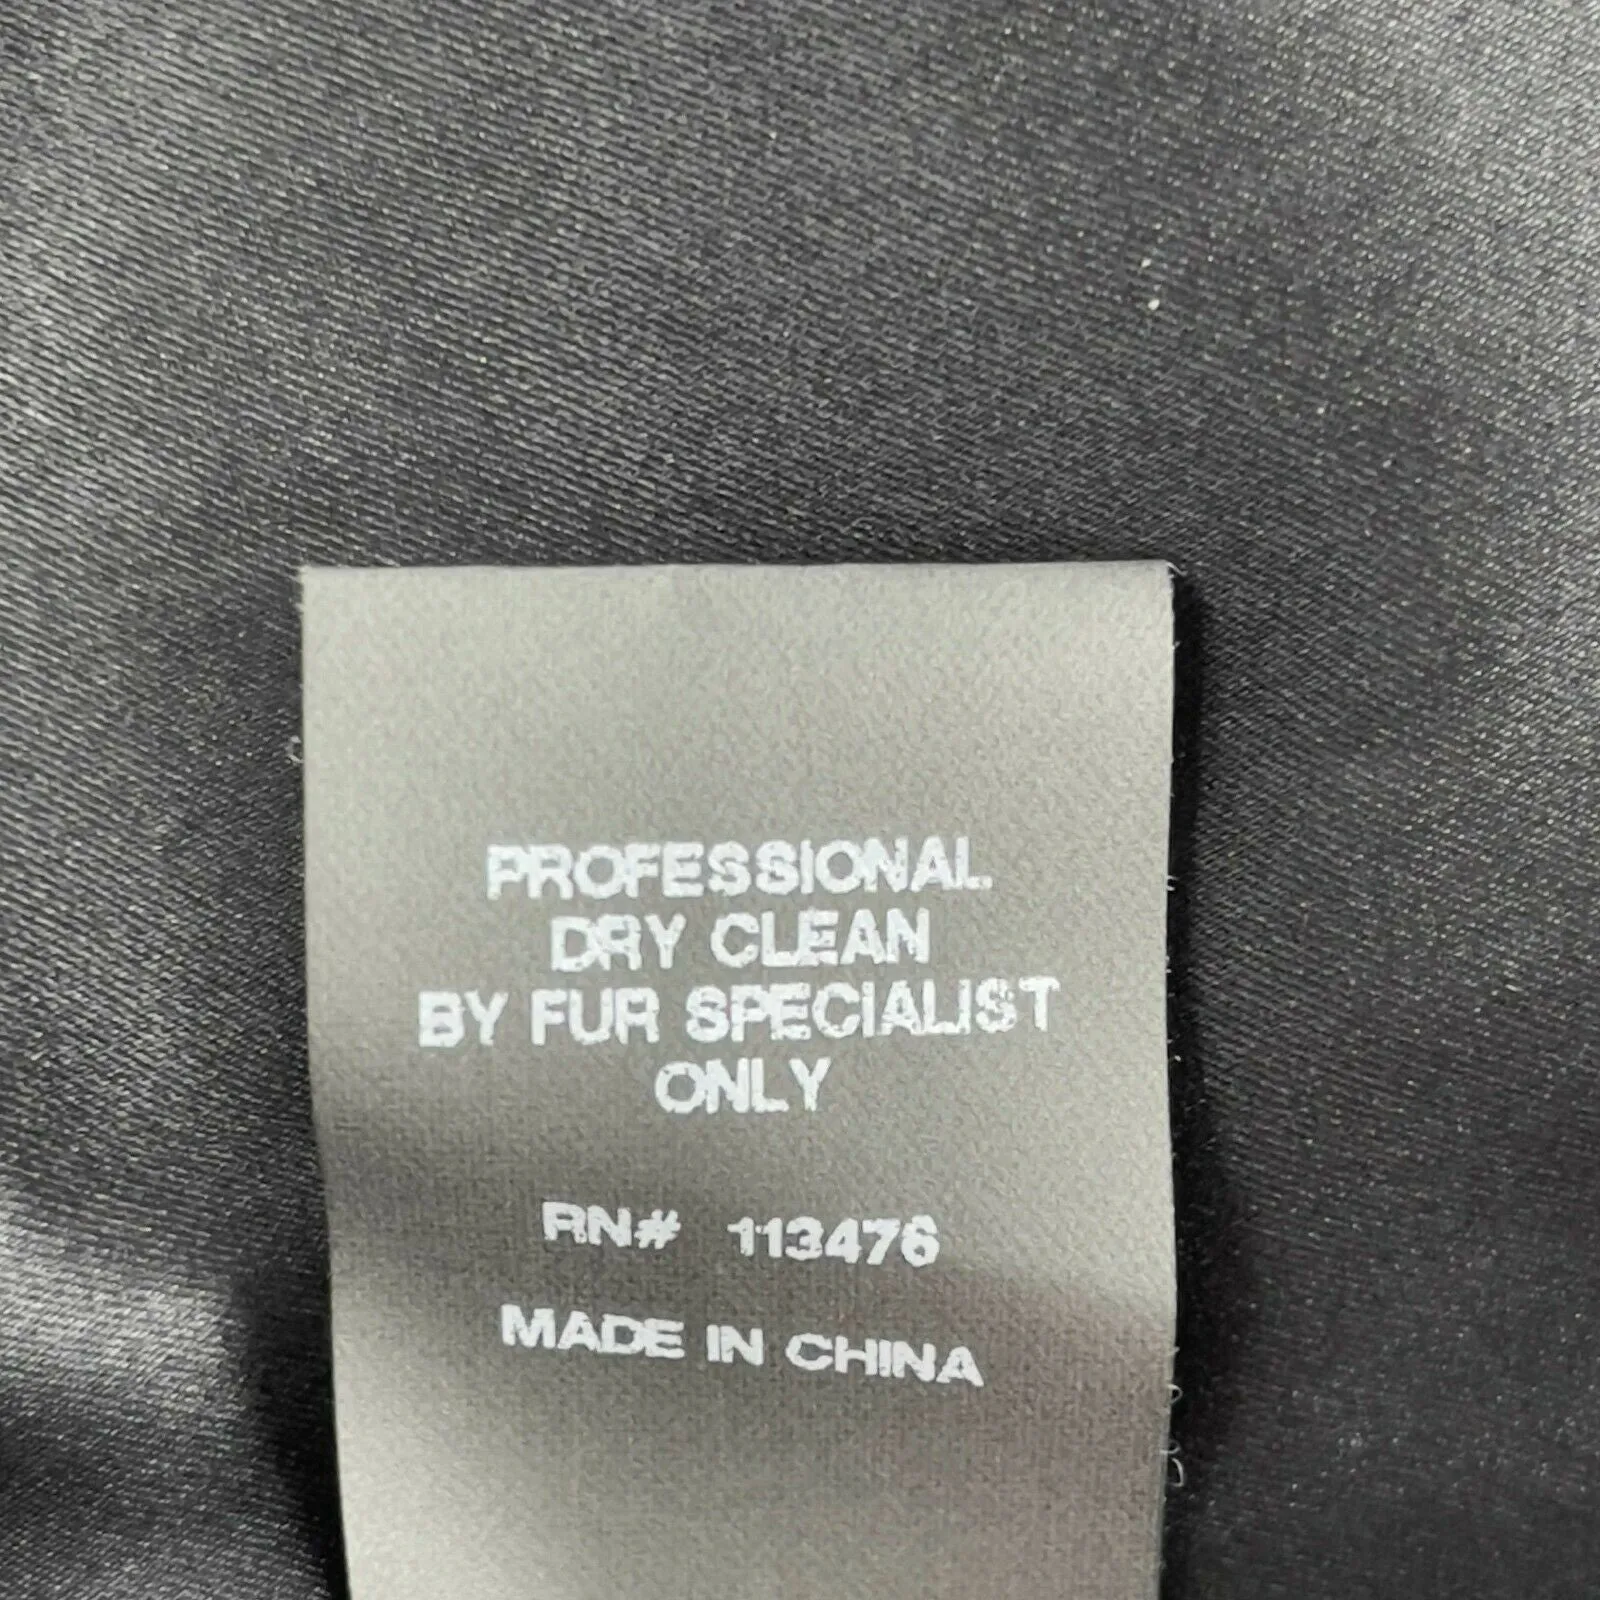 PROFESSIONAL
DRY CLEAN
BY FUR SPECIALIST
ONLY
RN# 113476
MADE IN CHINA